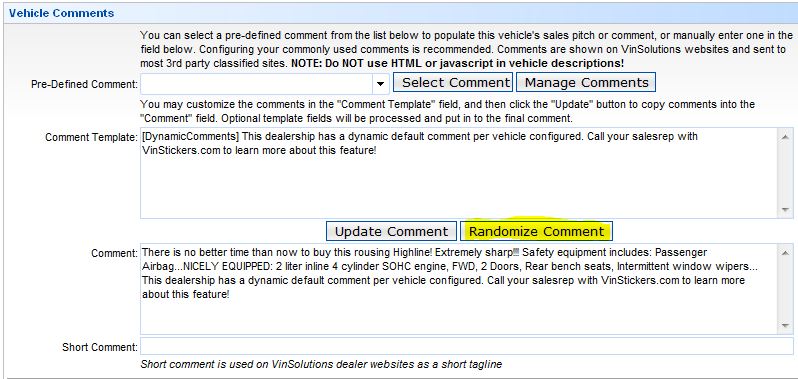 Vehicle Comments
You can select a pre-defined comment from the list below to populate this vehicle's sales pitch or comment, or manually enter one in the
field below. Configuring your commonly used comments is recommended. Comments are shown on VinSolutions websites and sent to
most 3rd party classified sites. NOTE: Do NOT use HTML or javascript in vehicle descriptions!
Pre-Defined Comment: Select Comment Manage Comments
You may customize the comments in the "Comment Template" field, and then click the "Update" button to copy comments into the
"Comment" field. Optional template fields will be processed and put in to the final comment.
Comment Template: [DynamicComments] This dealership has a dynamic default comment per vehicle configured. Call your salesrep with
VinStickers.com to learn more about this feature!
Update Comment Randomize Comment
Comment: There is no better time than now to buy this rousing Highline! Extremely sharp!!! Safety equipment includes: Passenger
Airbag...NICELY EQUIPPED: 2 liter inline 4 cylinder SOHC engine, FWD, 2 Doors, Rear bench seats, Intermittent window wipers...
This dealership has a dynamic default comment per vehicle configured. Call your salesrep with VinStickers.com to learn more
about this feature!
Short Comment:
Short comment is used on VinSolutions dealer websites as a short tagline